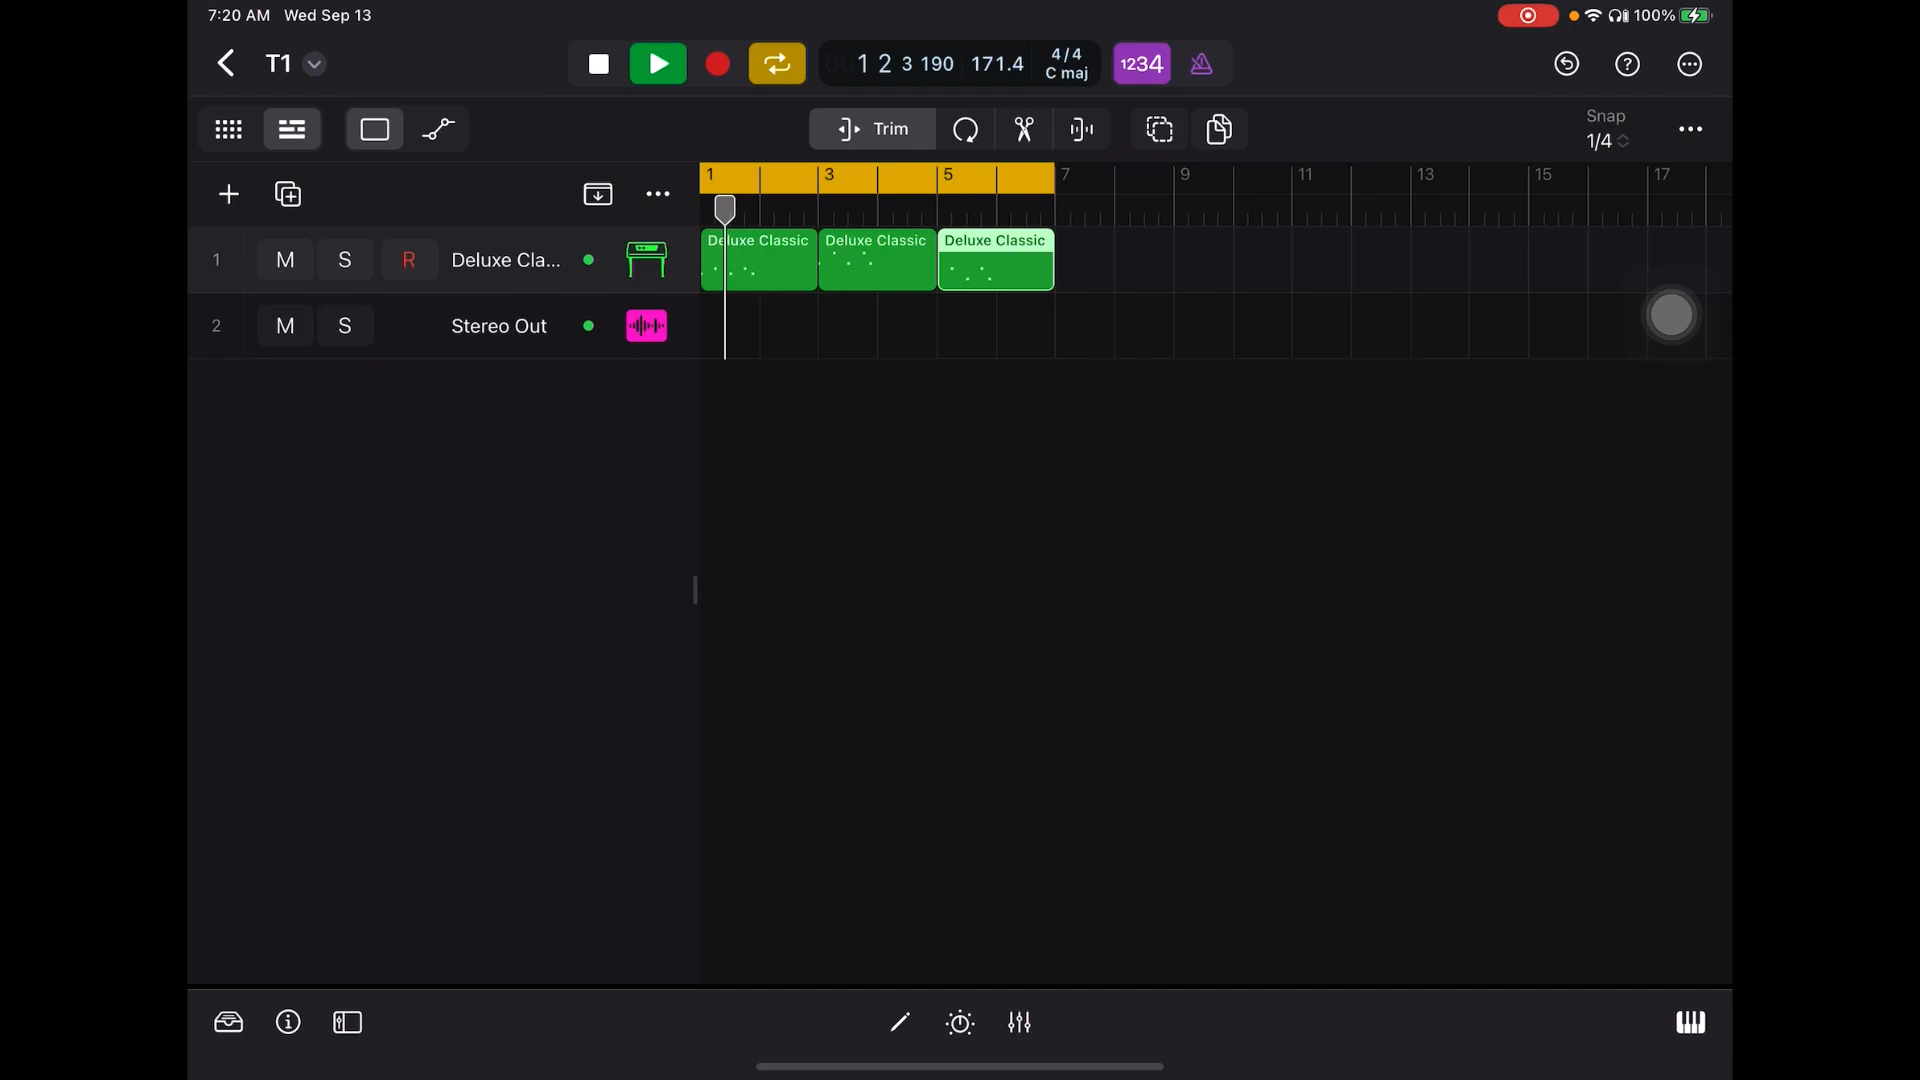 7:20 AM Wed Sep 13
100%
T1
00 1 2 3 190 171.4 4/4 C maj
1234
Trim
Snap
1/4
1 3 5 7 9 11 13 15 17
1 M S R Deluxe Cla...
Deluxe Classic Deluxe Classic Deluxe Classic
2 M S Stereo Out